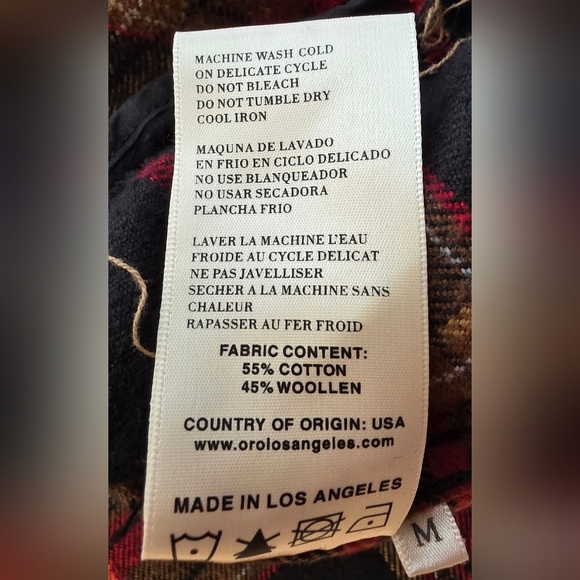 MACHINE WASH COLD
ON DELICATE CYCLE
DO NOT BLEACH
DO NOT TUMBLE DRY
COOL IRON
MAQUNA DE LAVADO
EN FRIO EN CICLO DELICADO
NO USE BLANQUEADOR
NO USAR SECADORA
PLANCHA FRIO
LAVER LA MACHINE L'EAU
FROIDE AU CYCLE DELICAT
NE PAS JAVELLISER
SECHER A LA MACHINE SANS
CHALEUR
RAPASSER AU FER FROID
FABRIC CONTENT:
55% COTTON
45% WOOLLEN
COUNTRY OF ORIGIN: USA
www.orolosangeles.com
MADE IN LOS ANGELES
M